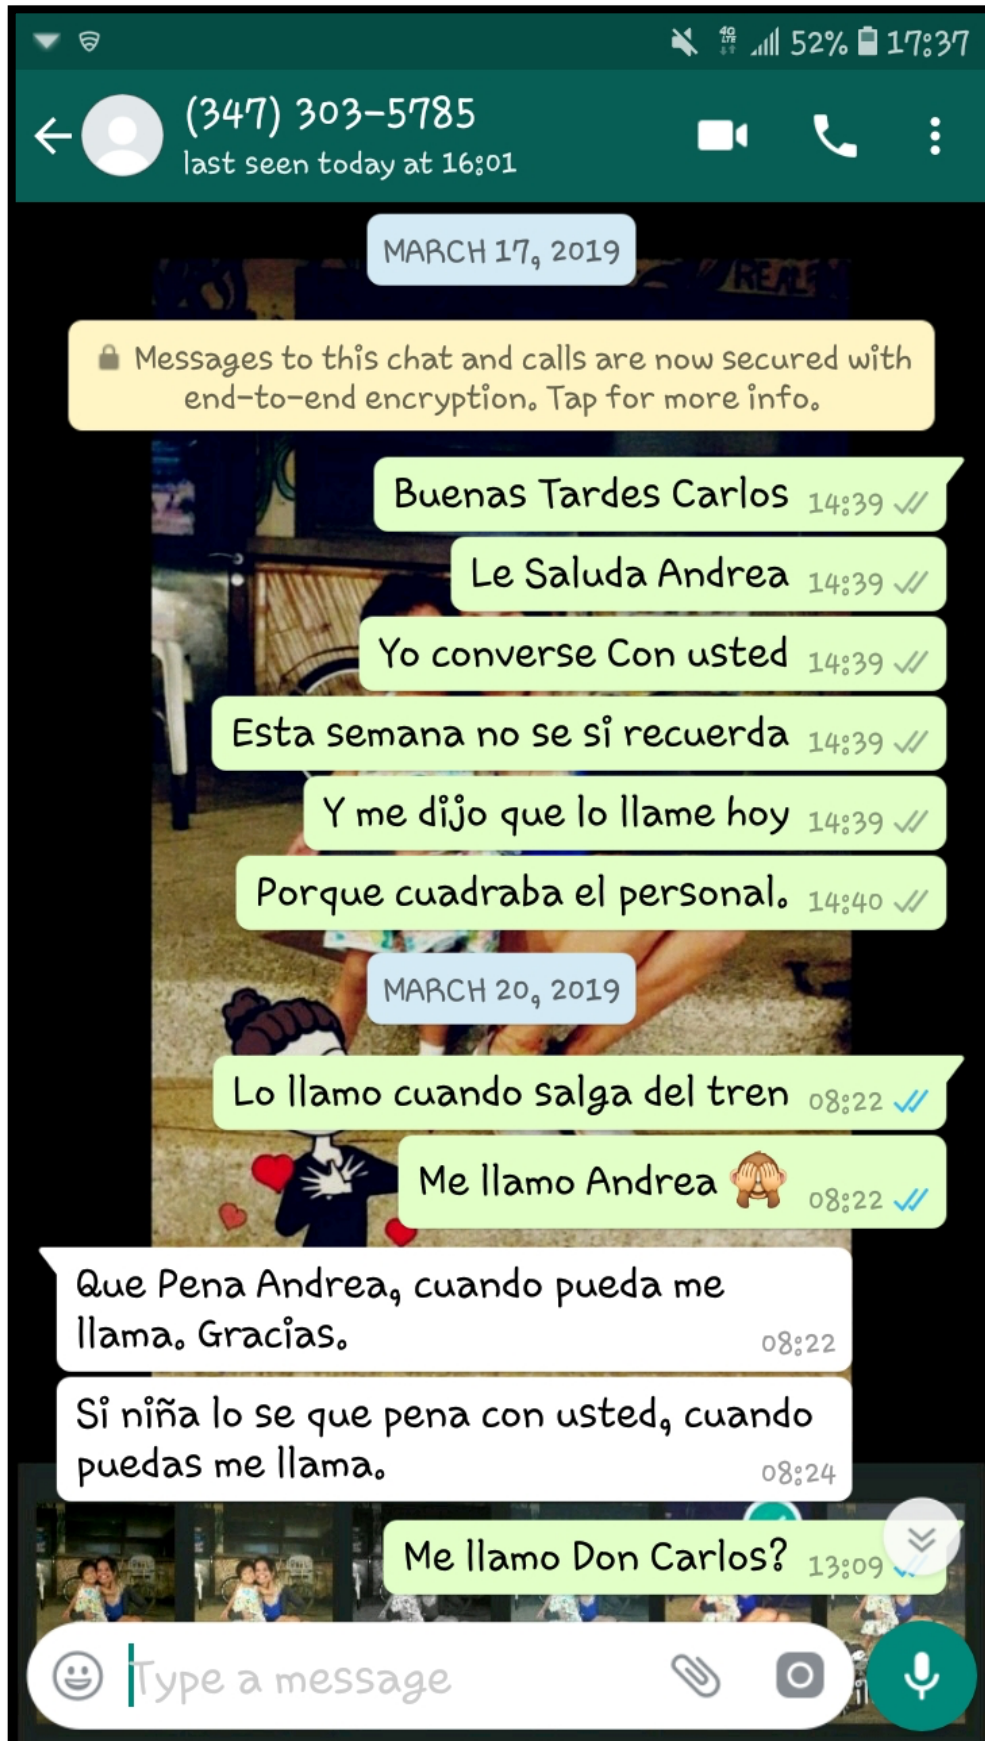 52% 17:37
(347) 303-5785
last seen today at 16:01
MARCH 17, 2019
REAL
Messages to this chat and calls are now secured with
end-to-end encryption. Tap for more info.
Buenas Tardes Carlos 14:39
Le Saluda Andrea 14:39
Yo converse Con usted 14:39
Esta semana no se si recuerda 14:39
Y me dijo que lo llame hoy 14:39
Porque cuadraba el personal. 14:40
MARCH 20, 2019
Lo llamo cuando salga del tren 08:22
Me llamo Andrea 🙈 08:22
Que Pena Andrea, cuando pueda me
llama. Gracias. 08:22
Si niña lo se que pena con usted, cuando
puedas me llama. 08:24
Me llamo Don Carlos? 13:09
Type a message